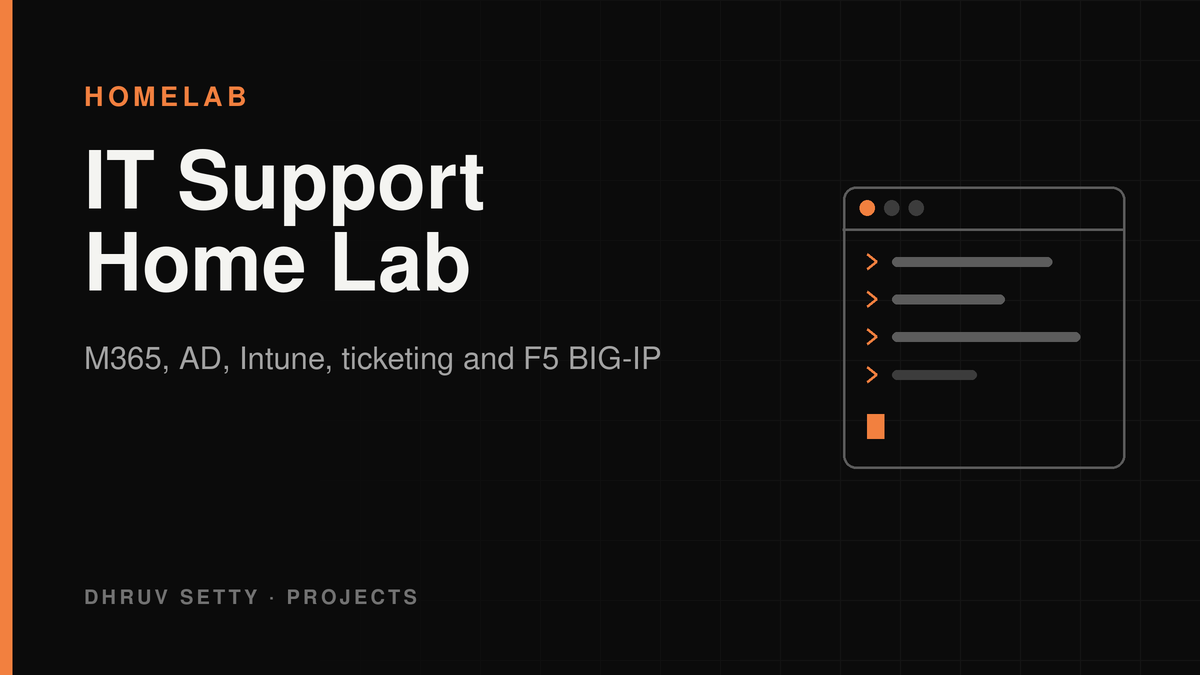 HOMELAB
IT Support
Home Lab
M365, AD, Intune, ticketing and F5 BIG-IP
DHRUV SETTY · PROJECTS